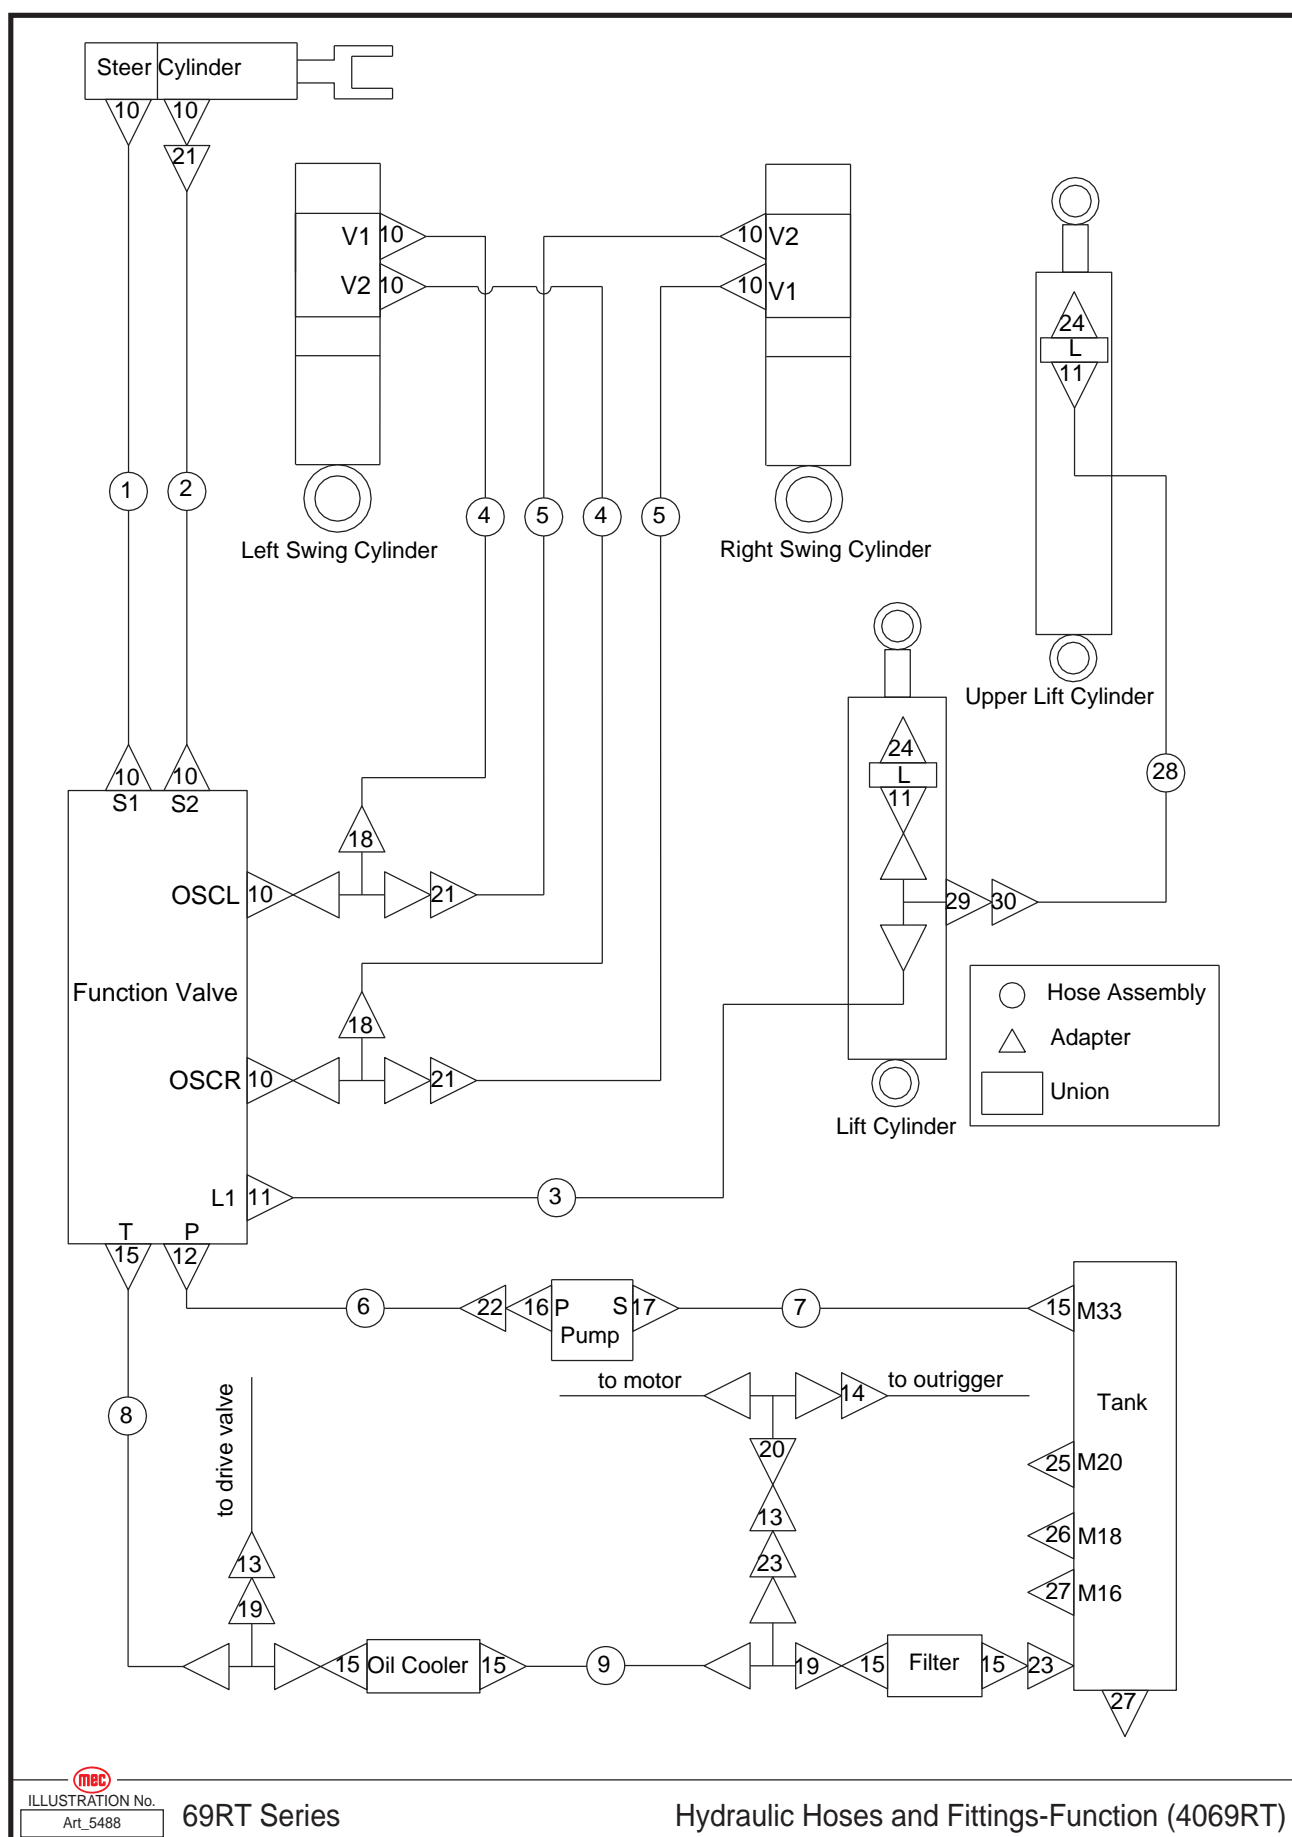 Steer Cylinder
10 10
21
V1 10
V2 10
10 V2
10 V1
24
L
11
1 2
4 5 4 5
Left Swing Cylinder
Right Swing Cylinder
Upper Lift Cylinder
24
L
11
28
10 10
S1 S2
18
OSCL 10
21
29 30
Function Valve
18
OSCR 10
21
Hose Assembly
Adapter
Union
Lift Cylinder
L1 11
3
T P
15 12
6
22 16 P S 17
Pump
7
15 M33
to motor
14 to outrigger
Tank
8
to drive valve
20
25 M20
13
26 M18
13
23
27 M16
19
15 Oil Cooler 15
9
19 15 Filter 15 23
27
mec
ILLUSTRATION No.
Art_5488
69RT Series
Hydraulic Hoses and Fittings-Function (4069RT)